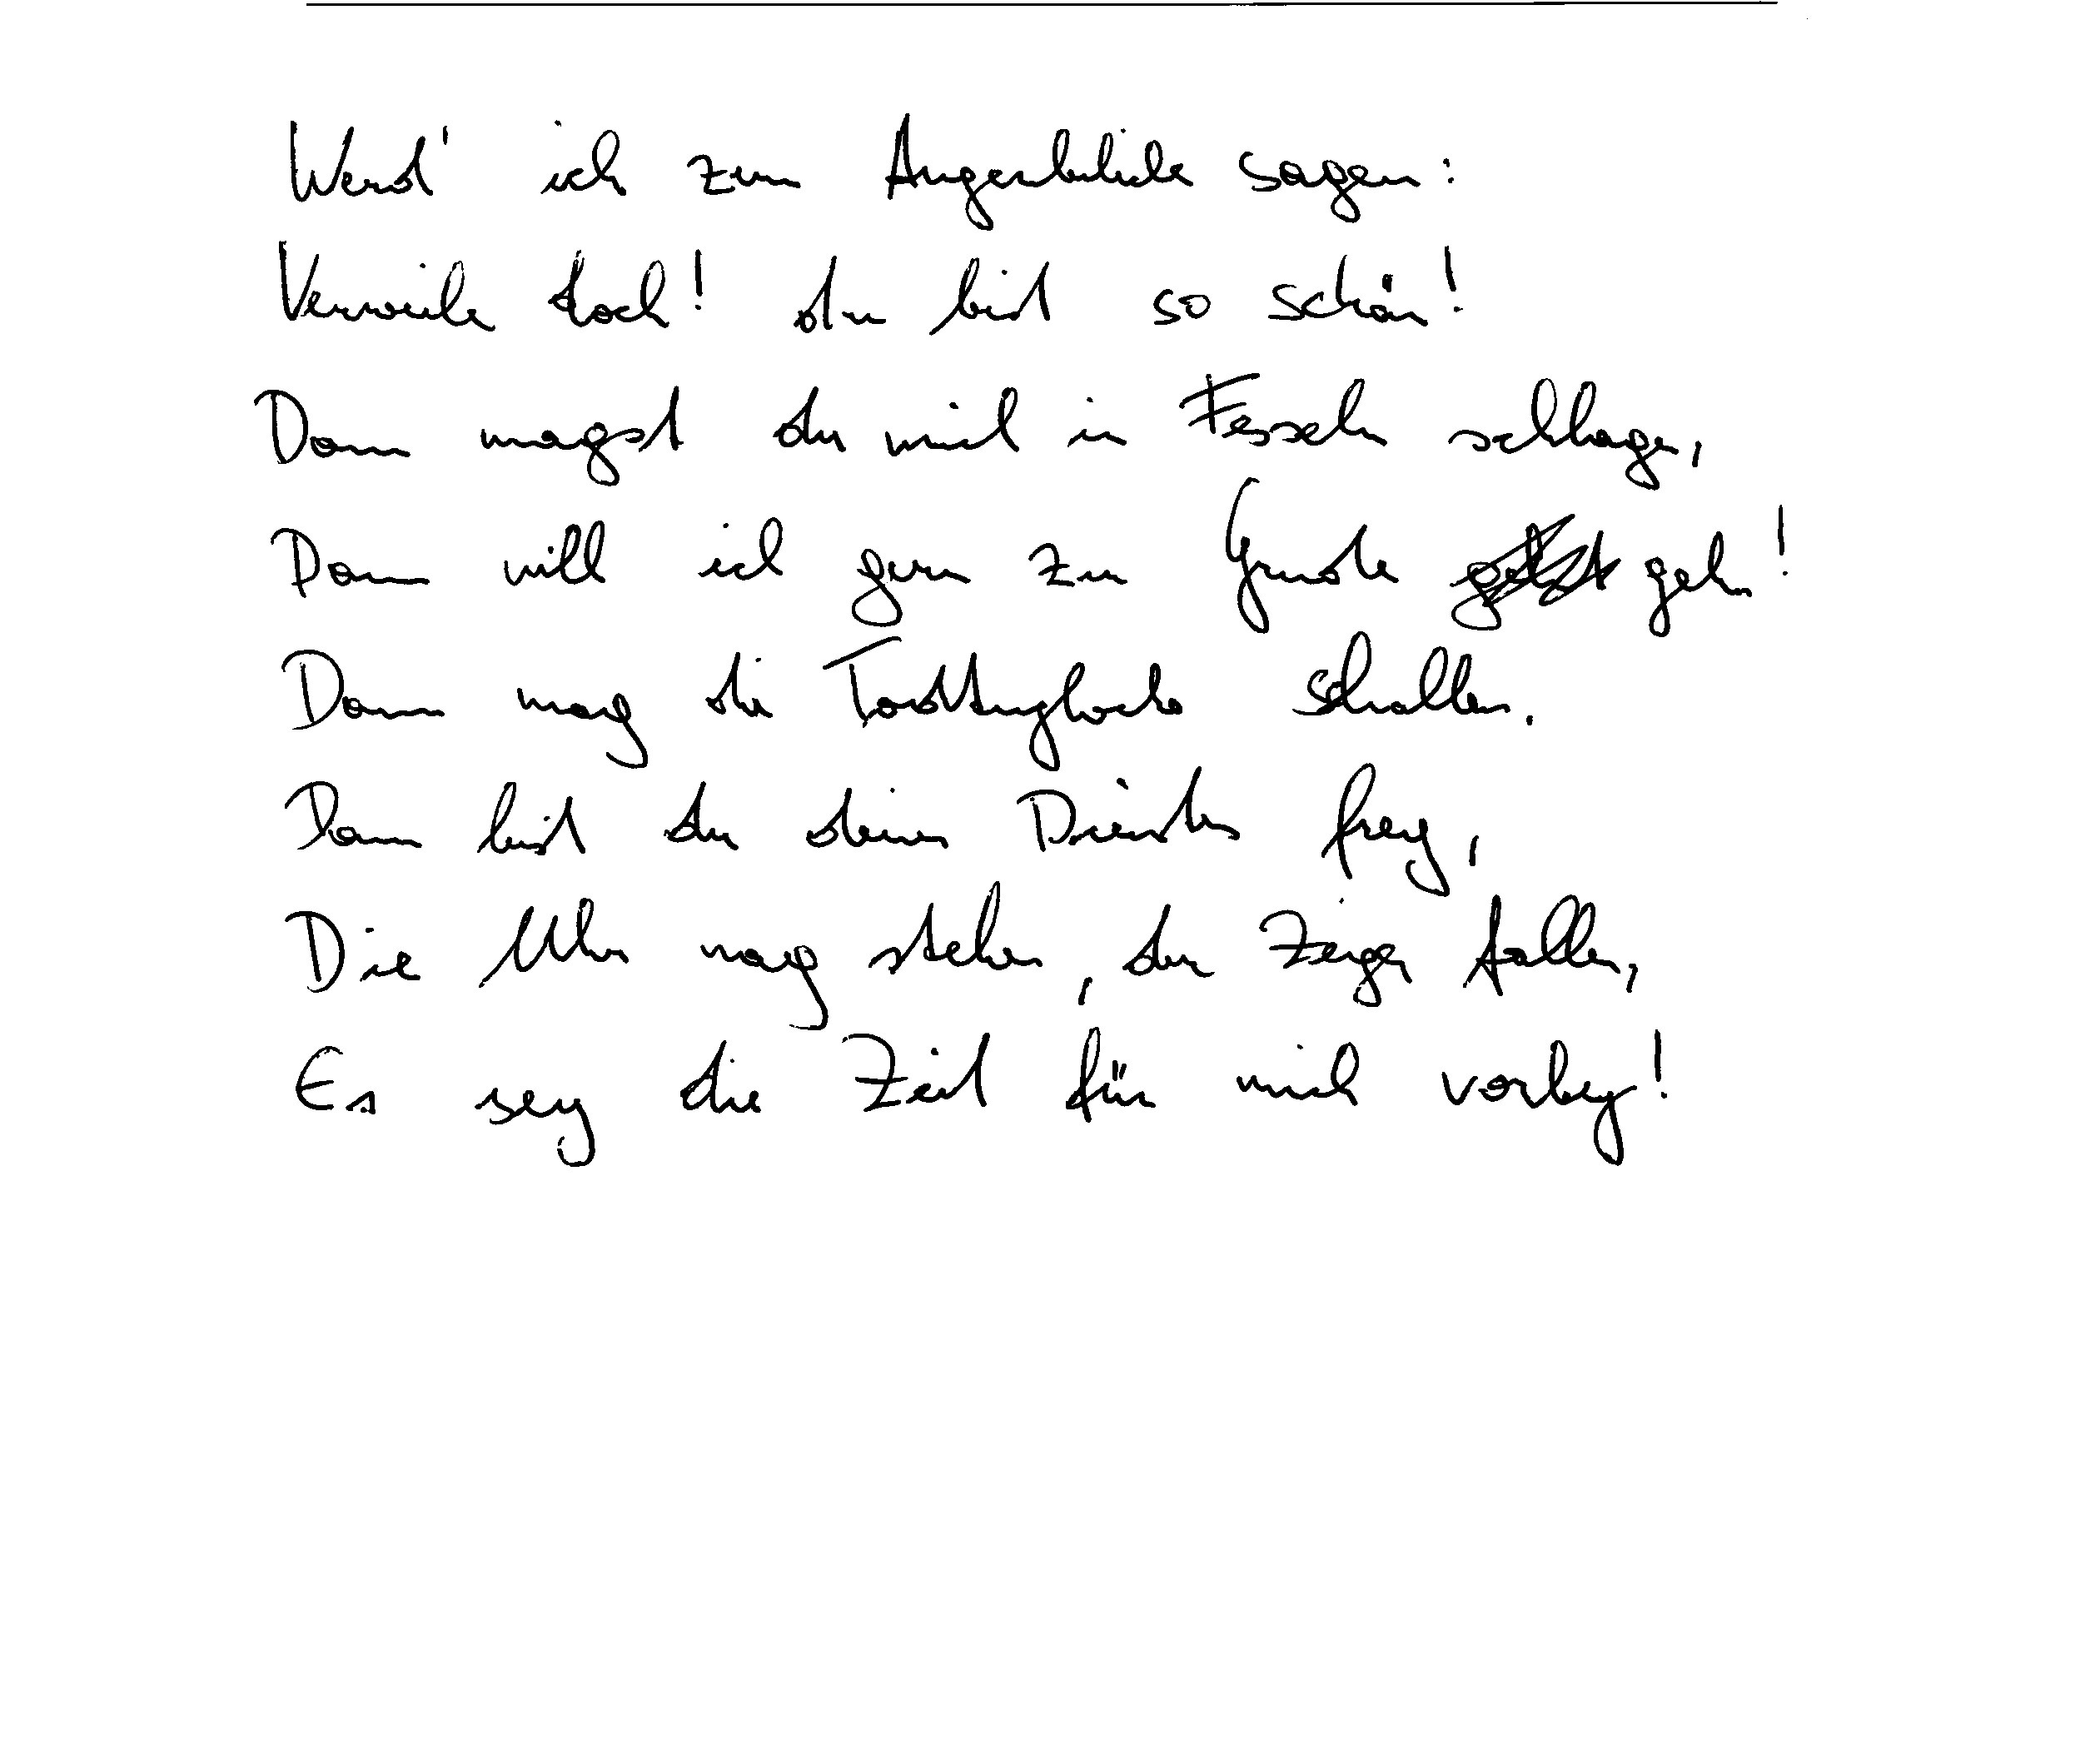 Werd' ich zum Augenblicke sagen:
Verweile doch! du bist so schön!
Dann magst du mich in Fesseln schlagen,
Dann will ich gern zu Grunde gehn!
Dann mag die Todtenglocke schallen.
Dann bist du deines Dienstes frey,
Die Uhr mag stehen, der Zeiger fallen,
Es sey die Zeit für mich vorbey!